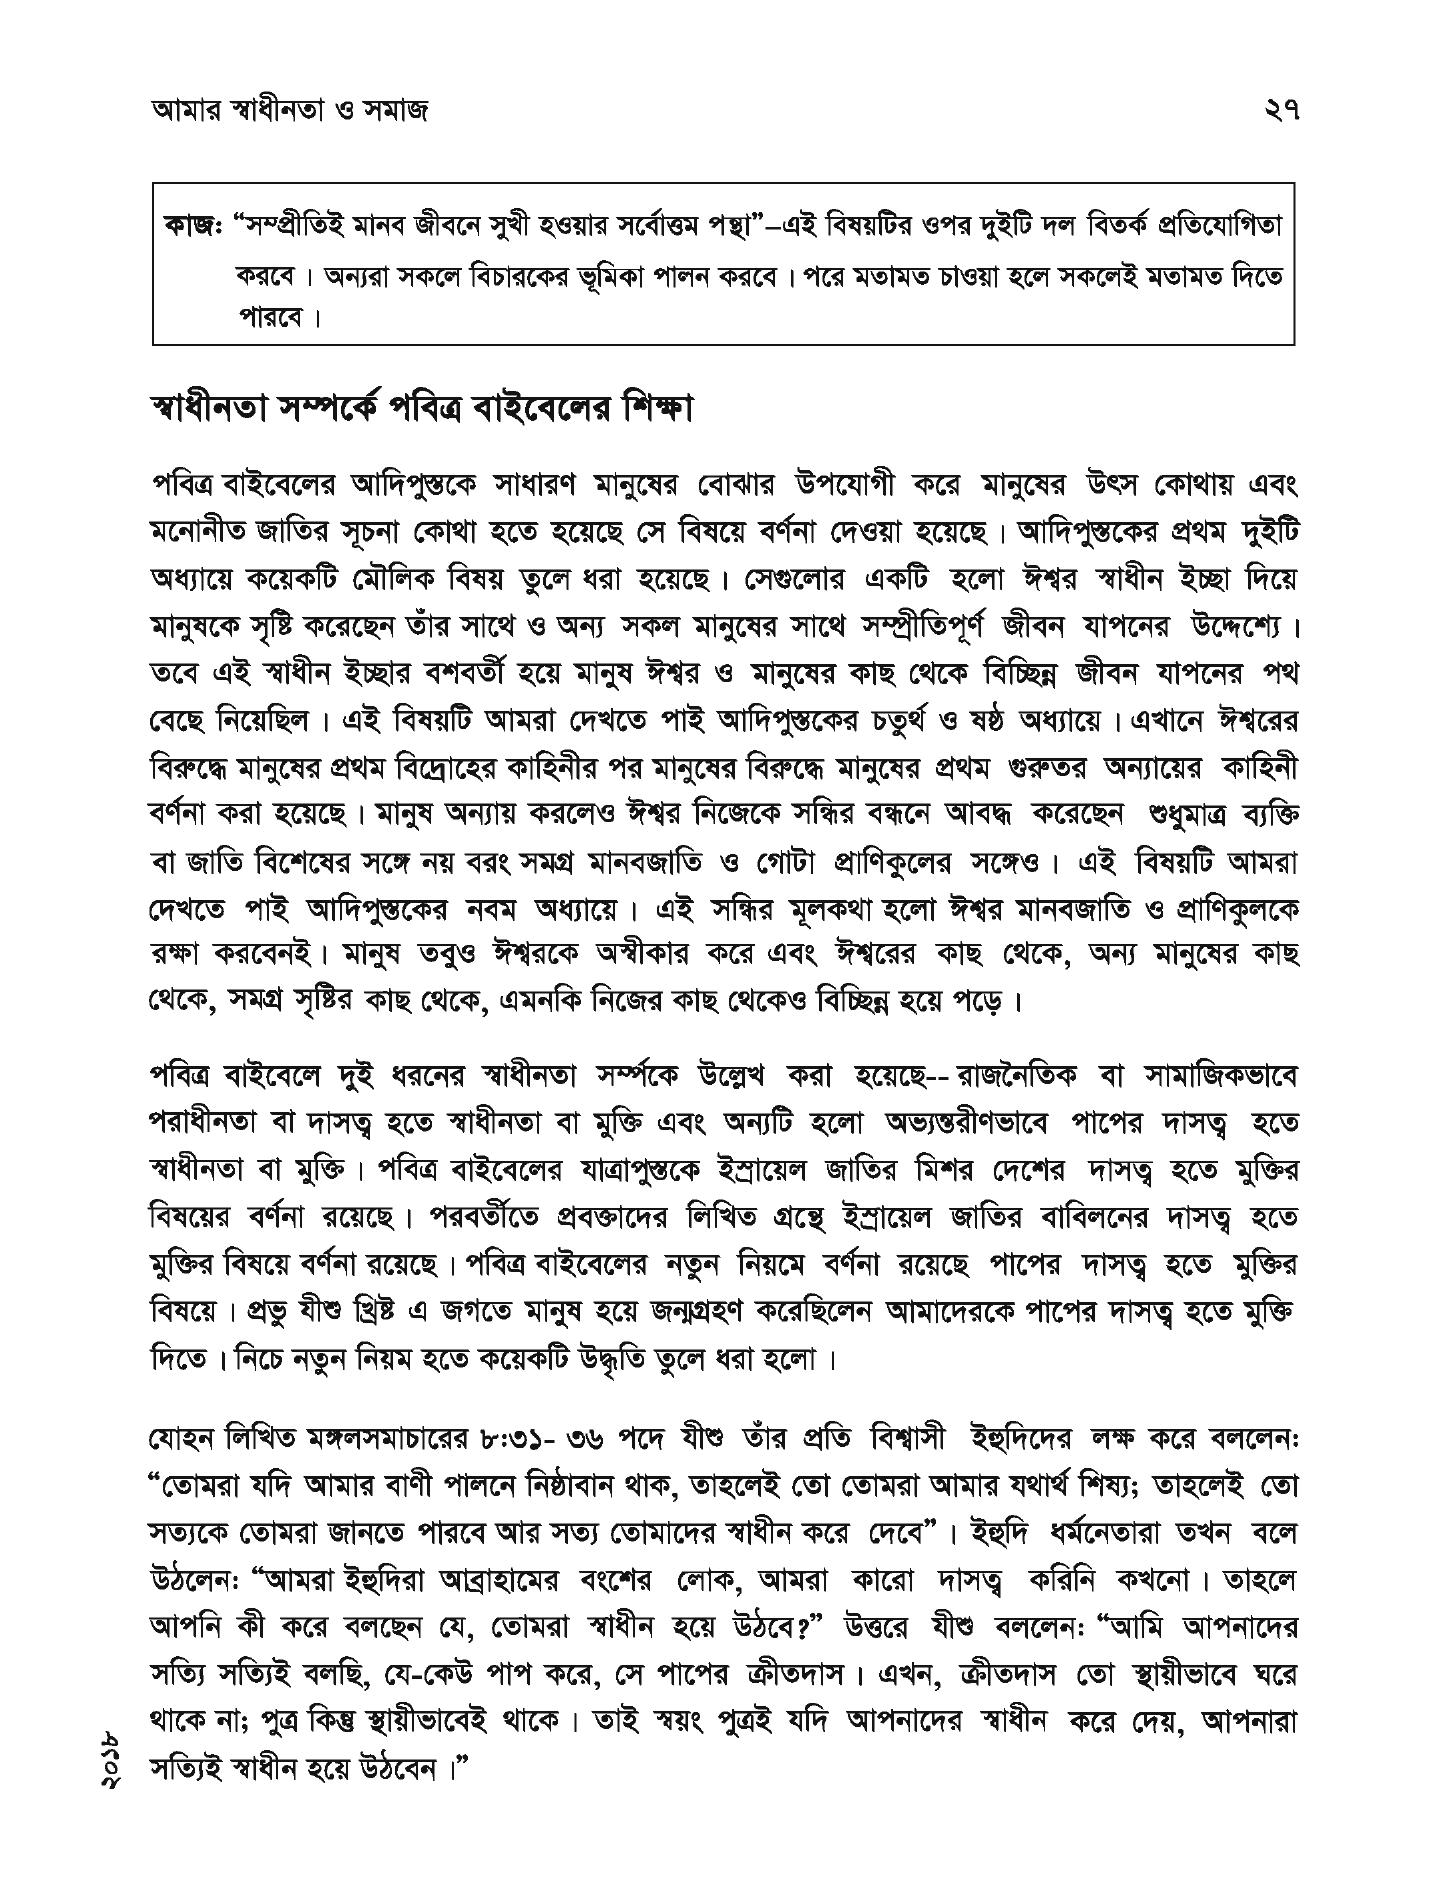 আমার স্বাধীনতা ও সমাজ
২৭
কাজ: “সম্প্রীতিই মানব জীবনে সুখী হওয়ার সর্বোত্তম পন্থা”–এই বিষয়টির ওপর দুইটি দল বিতর্ক প্রতিযোগিতা
করবে । অন্যরা সকলে বিচারকের ভূমিকা পালন করবে । পরে মতামত চাওয়া হলে সকলেই মতামত দিতে
পারবে ।
স্বাধীনতা সম্পর্কে পবিত্র বাইবেলের শিক্ষা
পবিত্র বাইবেলের আদিপুস্তকে সাধারণ মানুষের বোঝার উপযোগী করে মানুষের উৎস কোথায় এবং
মনোনীত জাতির সূচনা কোথা হতে হয়েছে সে বিষয়ে বর্ণনা দেওয়া হয়েছে । আদিপুস্তকের প্রথম দুইটি
অধ্যায়ে কয়েকটি মৌলিক বিষয় তুলে ধরা হয়েছে । সেগুলোর একটি হলো ঈশ্বর স্বাধীন ইচ্ছা দিয়ে
মানুষকে সৃষ্টি করেছেন তাঁর সাথে ও অন্য সকল মানুষের সাথে সম্প্রীতিপূর্ণ জীবন যাপনের উদ্দেশ্যে ।
তবে এই স্বাধীন ইচ্ছার বশবর্তী হয়ে মানুষ ঈশ্বর ও মানুষের কাছ থেকে বিচ্ছিন্ন জীবন যাপনের পথ
বেছে নিয়েছিল । এই বিষয়টি আমরা দেখতে পাই আদিপুস্তকের চতুর্থ ও ষষ্ঠ অধ্যায়ে । এখানে ঈশ্বরের
বিরুদ্ধে মানুষের প্রথম বিদ্রোহের কাহিনীর পর মানুষের বিরুদ্ধে মানুষের প্রথম গুরুতর অন্যায়ের কাহিনী
বর্ণনা করা হয়েছে । মানুষ অন্যায় করলেও ঈশ্বর নিজেকে সন্ধির বন্ধনে আবদ্ধ করেছেন শুধুমাত্র ব্যক্তি
বা জাতি বিশেষের সঙ্গে নয় বরং সমগ্র মানবজাতি ও গোটা প্রাণিকুলের সঙ্গেও । এই বিষয়টি আমরা
দেখতে পাই আদিপুস্তকের নবম অধ্যায়ে । এই সন্ধির মূলকথা হলো ঈশ্বর মানবজাতি ও প্রাণিকুলকে
রক্ষা করবেনই । মানুষ তবুও ঈশ্বরকে অস্বীকার করে এবং ঈশ্বরের কাছ থেকে, অন্য মানুষের কাছ
থেকে, সমগ্র সৃষ্টির কাছ থেকে, এমনকি নিজের কাছ থেকেও বিচ্ছিন্ন হয়ে পড়ে ।
পবিত্র বাইবেলে দুই ধরনের স্বাধীনতা সর্ম্পকে উল্লেখ করা হয়েছে-- রাজনৈতিক বা সামাজিকভাবে
পরাধীনতা বা দাসত্ব হতে স্বাধীনতা বা মুক্তি এবং অন্যটি হলো অভ্যন্তরীণভাবে পাপের দাসত্ব হতে
স্বাধীনতা বা মুক্তি । পবিত্র বাইবেলের যাত্রাপুস্তকে ইস্রায়েল জাতির মিশর দেশের দাসত্ব হতে মুক্তির
বিষয়ের বর্ণনা রয়েছে । পরবর্তীতে প্রবক্তাদের লিখিত গ্রন্থে ইস্রায়েল জাতির বাবিলনের দাসত্ব হতে
মুক্তির বিষয়ে বর্ণনা রয়েছে । পবিত্র বাইবেলের নতুন নিয়মে বর্ণনা রয়েছে পাপের দাসত্ব হতে মুক্তির
বিষয়ে । প্রভু যীশু খ্রিষ্ট এ জগতে মানুষ হয়ে জন্মগ্রহণ করেছিলেন আমাদেরকে পাপের দাসত্ব হতে মুক্তি
দিতে । নিচে নতুন নিয়ম হতে কয়েকটি উদ্ধৃতি তুলে ধরা হলো ।
যোহন লিখিত মঙ্গলসমাচারের ৮:৩১- ৩৬ পদে যীশু তাঁর প্রতি বিশ্বাসী ইহুদিদের লক্ষ করে বললেন:
“তোমরা যদি আমার বাণী পালনে নিষ্ঠাবান থাক, তাহলেই তো তোমরা আমার যথার্থ শিষ্য; তাহলেই তো
সত্যকে তোমরা জানতে পারবে আর সত্য তোমাদের স্বাধীন করে দেবে” । ইহুদি ধর্মনেতারা তখন বলে
উঠলেন: “আমরা ইহুদিরা আব্রাহামের বংশের লোক, আমরা কারো দাসত্ব করিনি কখনো । তাহলে
আপনি কী করে বলছেন যে, তোমরা স্বাধীন হয়ে উঠবে?” উত্তরে যীশু বললেন: “আমি আপনাদের
সত্যি সত্যিই বলছি, যে-কেউ পাপ করে, সে পাপের ক্রীতদাস । এখন, ক্রীতদাস তো স্থায়ীভাবে ঘরে
থাকে না; পুত্র কিন্তু স্থায়ীভাবেই থাকে । তাই স্বয়ং পুত্রই যদি আপনাদের স্বাধীন করে দেয়, আপনারা
সত্যিই স্বাধীন হয়ে উঠবেন ।”
২০১৮